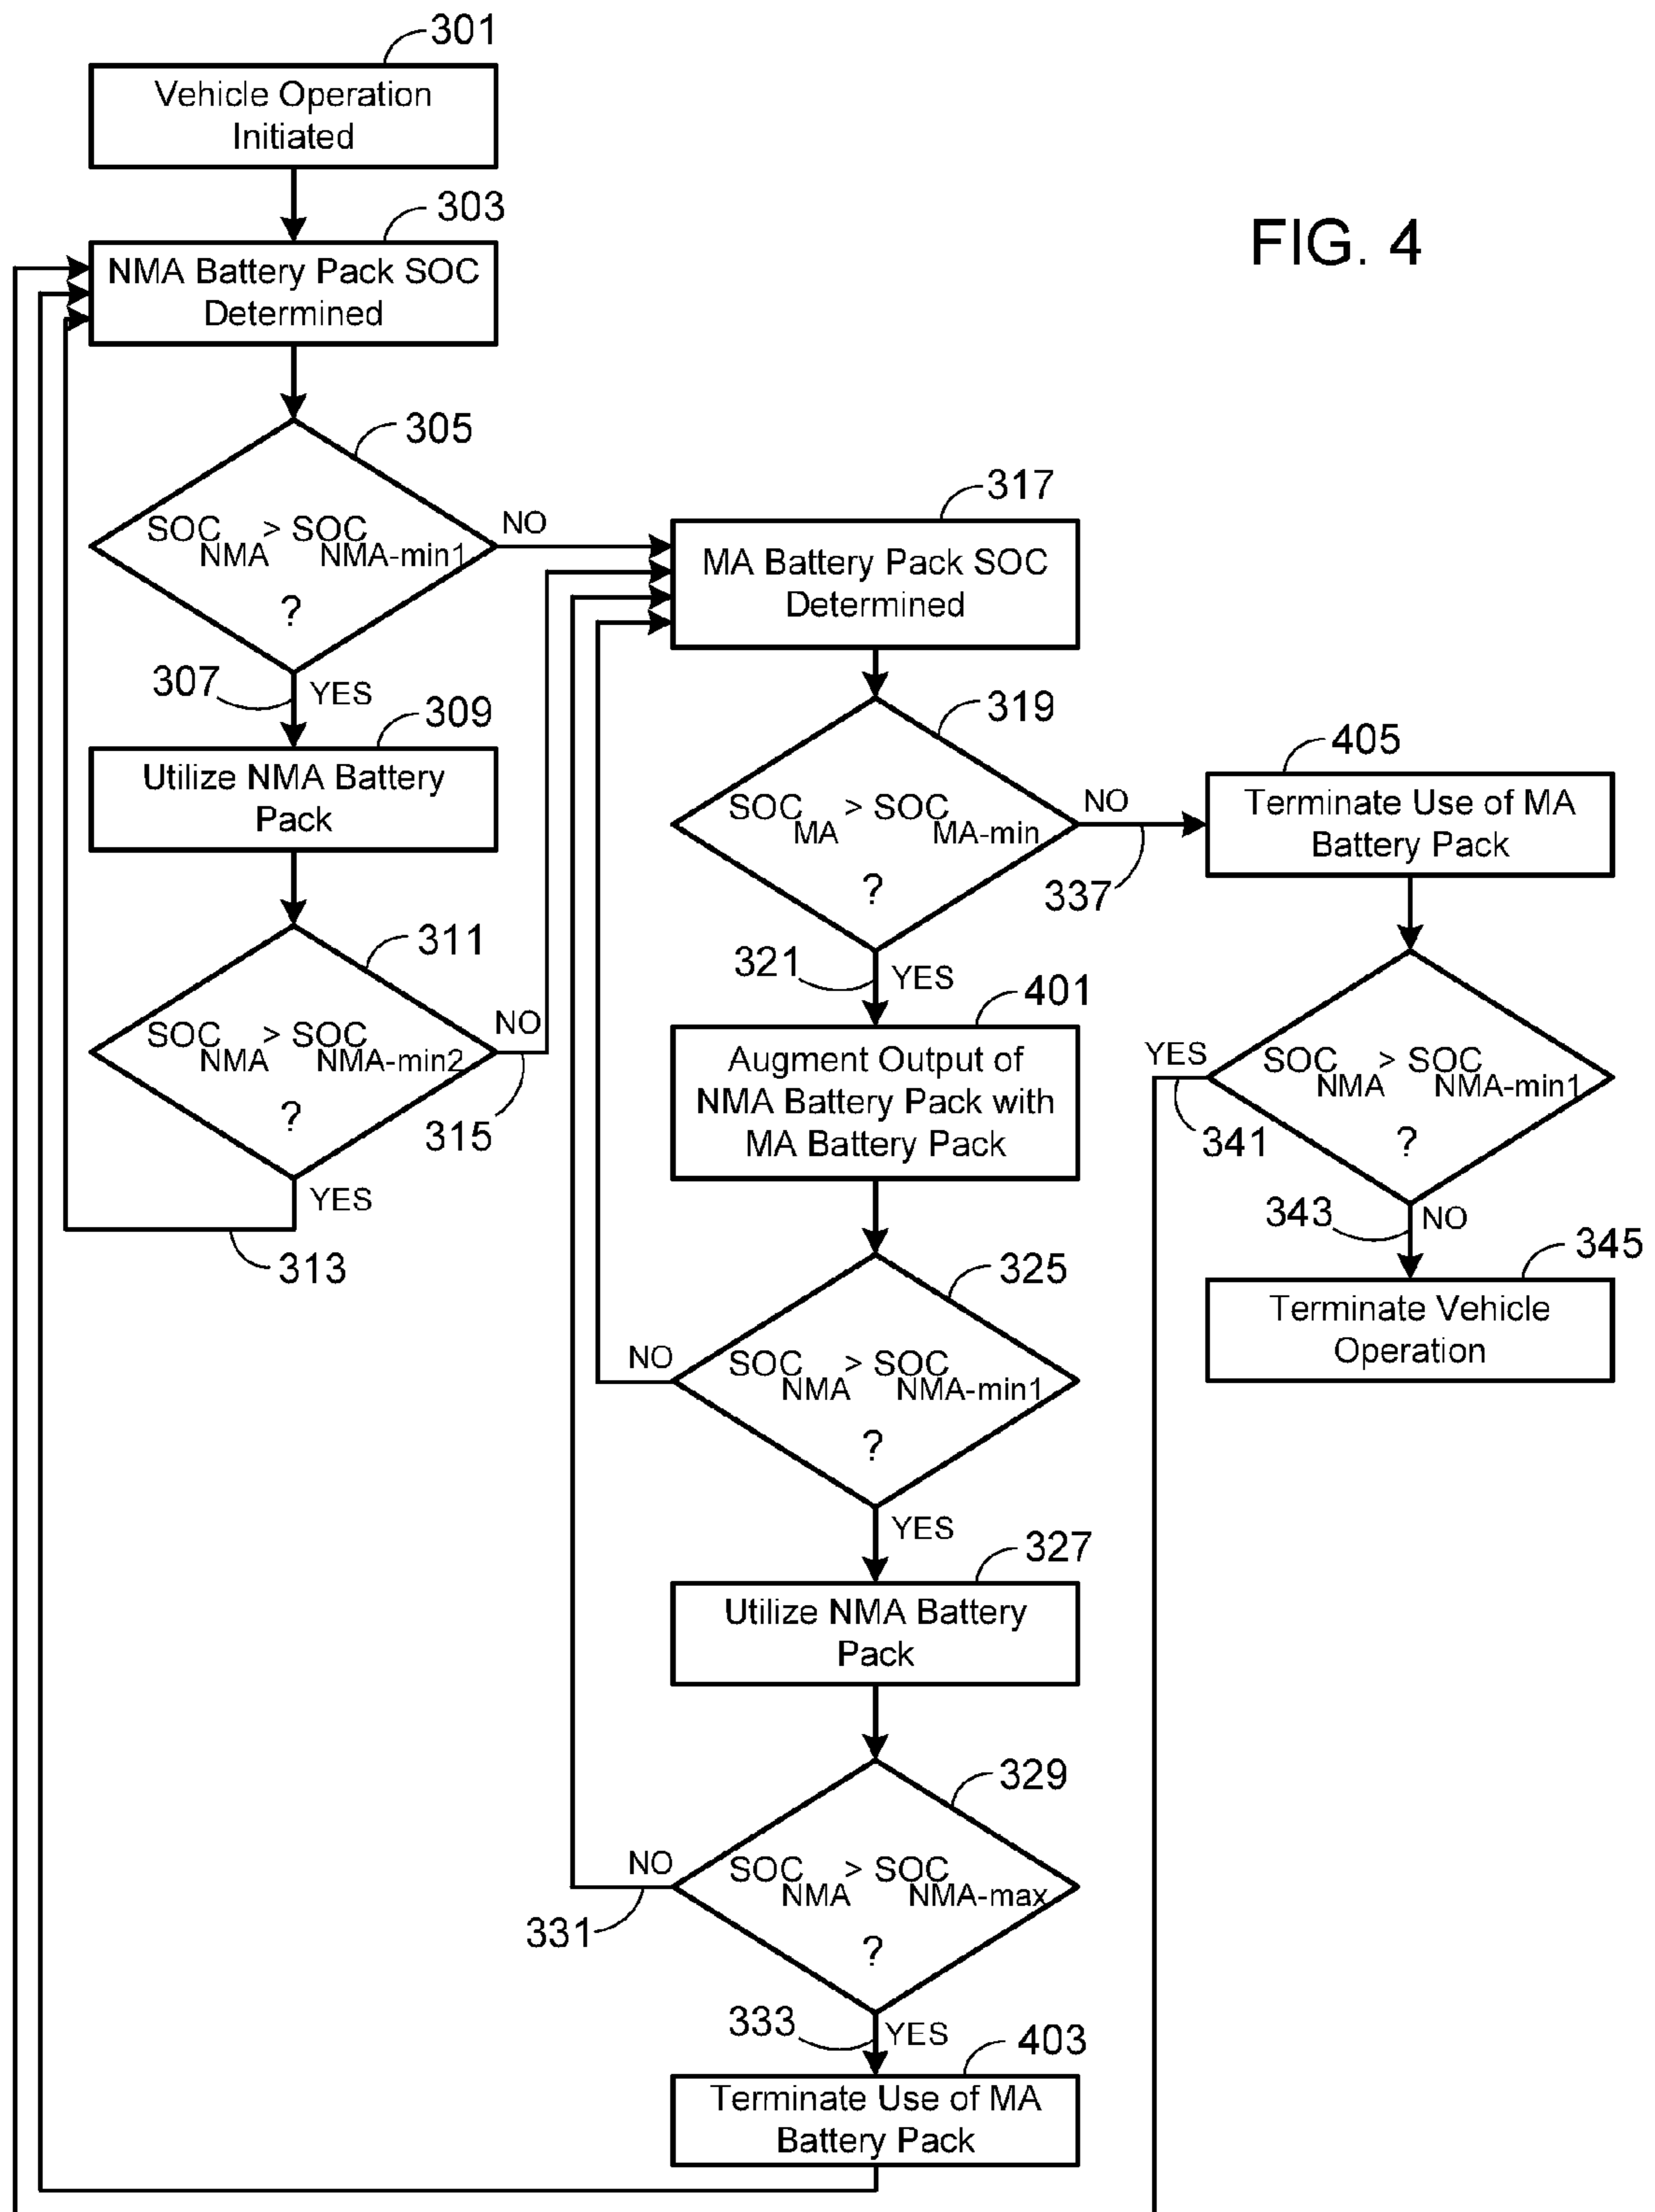 301
Vehicle Operation
Initiated
303
NMA Battery Pack SOC
Determined
FIG. 4
305
SOC NMA > SOC NMA-min1
?
NO
307
YES
309
Utilize NMA Battery
Pack
311
SOC NMA > SOC NMA-min2
?
NO
315
YES
313
317
MA Battery Pack SOC
Determined
319
SOC MA > SOC MA-min
?
NO
337
321
YES
401
Augment Output of
NMA Battery Pack with
MA Battery Pack
325
SOC NMA > SOC NMA-min1
?
NO
YES
327
Utilize NMA Battery
Pack
329
SOC NMA > SOC NMA-max
?
NO
331
333
YES
403
Terminate Use of MA
Battery Pack
405
Terminate Use of MA
Battery Pack
YES
341
SOC NMA > SOC NMA-min1
?
343
NO
345
Terminate Vehicle
Operation